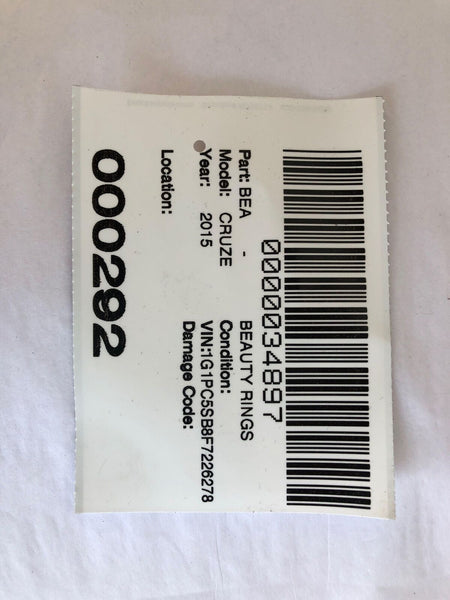 0000034897
Part: BEA - BEAUTY RINGS
Model: CRUZE Condition:
Year: 2015 VIN:1G1PC5SB8F7226278
Damage Code:
Location:
000292